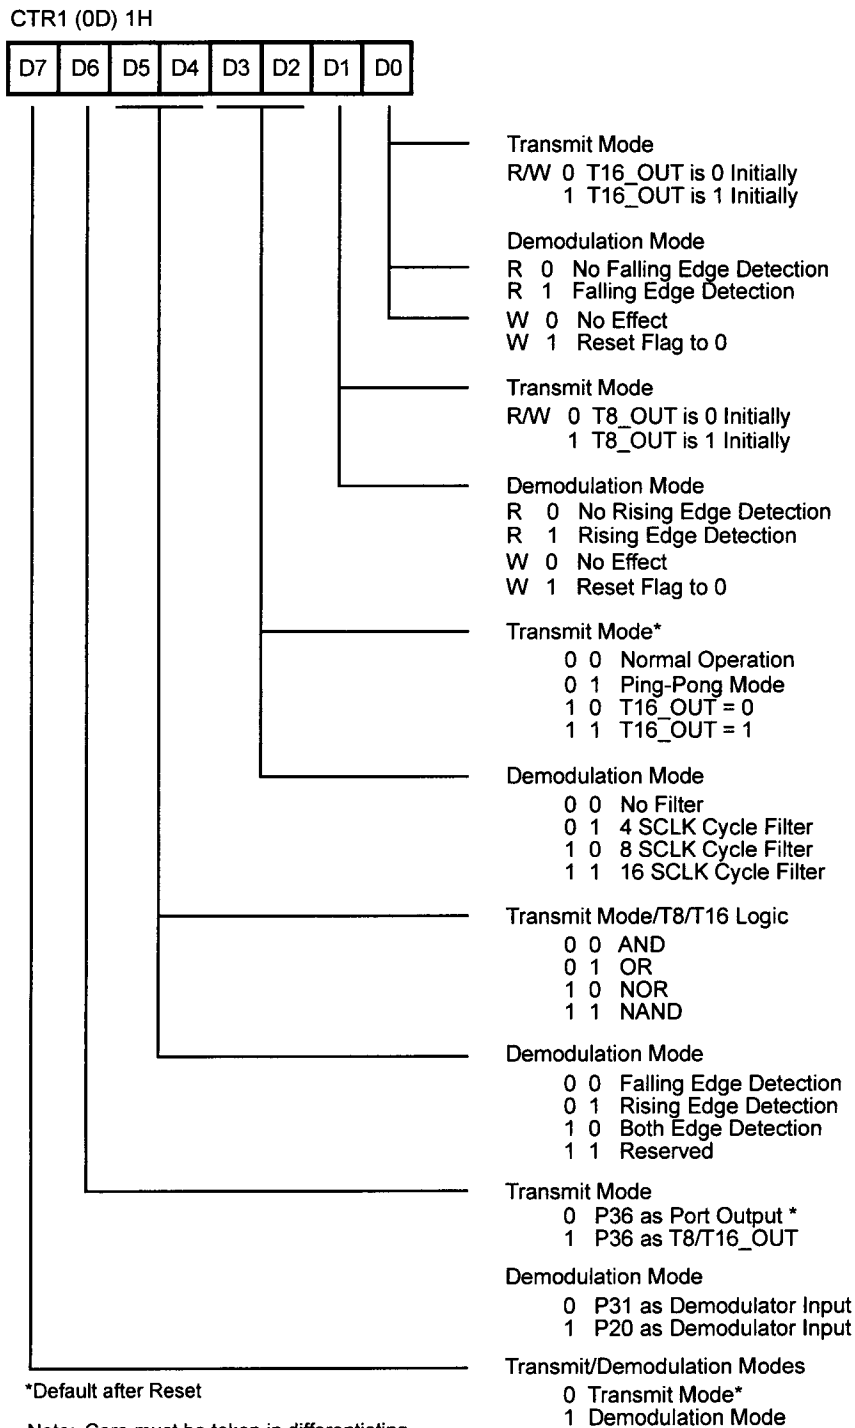 CTR1 (0D) 1H
D7 D6 D5 D4 D3 D2 D1 D0
Transmit Mode
R/W 0 T16_OUT is 0 Initially
1 T16_OUT is 1 Initially
Demodulation Mode
R 0 No Falling Edge Detection
R 1 Falling Edge Detection
W 0 No Effect
W 1 Reset Flag to 0
Transmit Mode
R/W 0 T8_OUT is 0 Initially
1 T8_OUT is 1 Initially
Demodulation Mode
R 0 No Rising Edge Detection
R 1 Rising Edge Detection
W 0 No Effect
W 1 Reset Flag to 0
Transmit Mode*
0 0 Normal Operation
0 1 Ping-Pong Mode
1 0 T16_OUT = 0
1 1 T16_OUT = 1
Demodulation Mode
0 0 No Filter
0 1 4 SCLK Cycle Filter
1 0 8 SCLK Cycle Filter
1 1 16 SCLK Cycle Filter
Transmit Mode/T8/T16 Logic
0 0 AND
0 1 OR
1 0 NOR
1 1 NAND
Demodulation Mode
0 0 Falling Edge Detection
0 1 Rising Edge Detection
1 0 Both Edge Detection
1 1 Reserved
Transmit Mode
0 P36 as Port Output *
1 P36 as T8/T16_OUT
Demodulation Mode
0 P31 as Demodulator Input
1 P20 as Demodulator Input
Transmit/Demodulation Modes
0 Transmit Mode*
1 Demodulation Mode
*Default after Reset
Note: Care must be taken in differentiating